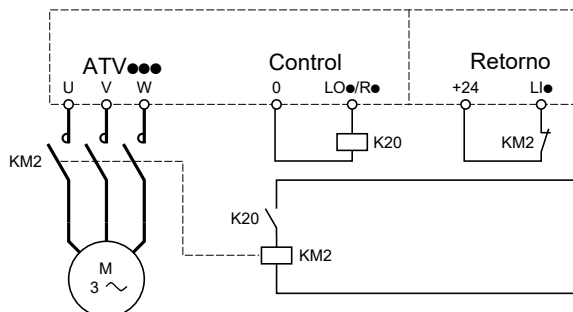 ATV●●●
Control
Retorno
U
V
W
0
LO●/R●
+24
LI●
K20
KM2
KM2
K20
KM2
M
3